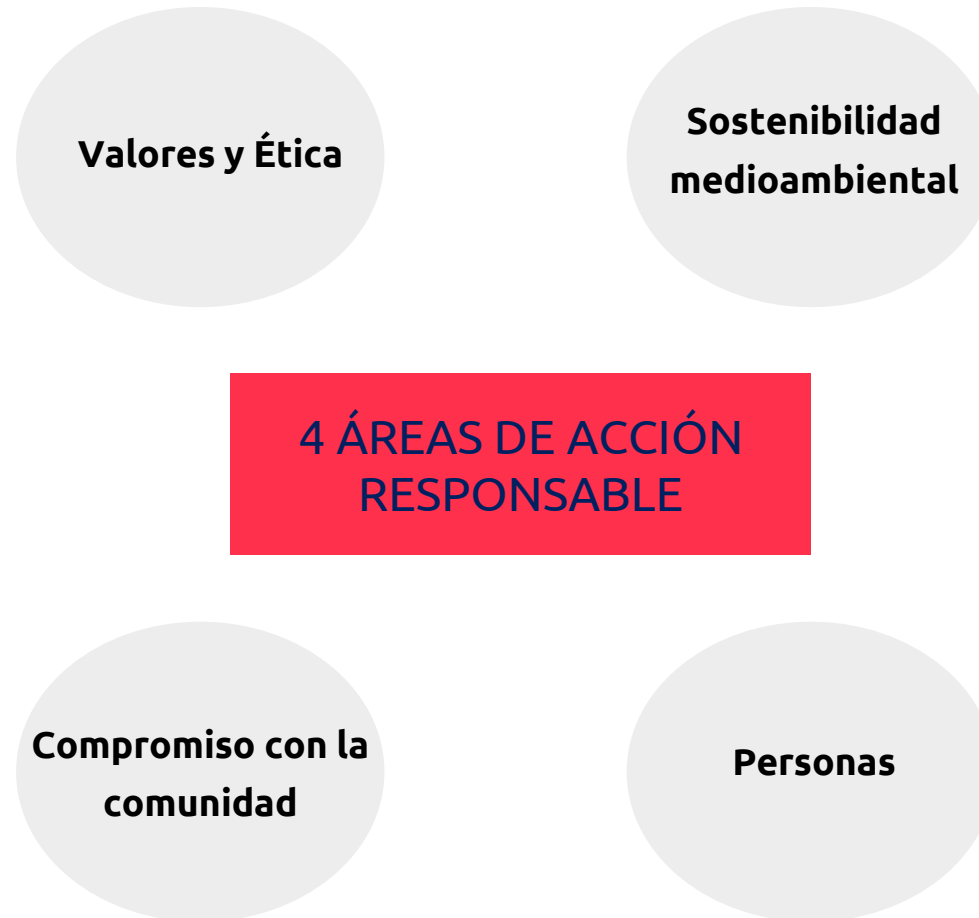 Valores y Ética
Sostenibilidad
medioambiental
4 ÁREAS DE ACCIÓN
RESPONSABLE
Compromiso con la
comunidad
Personas